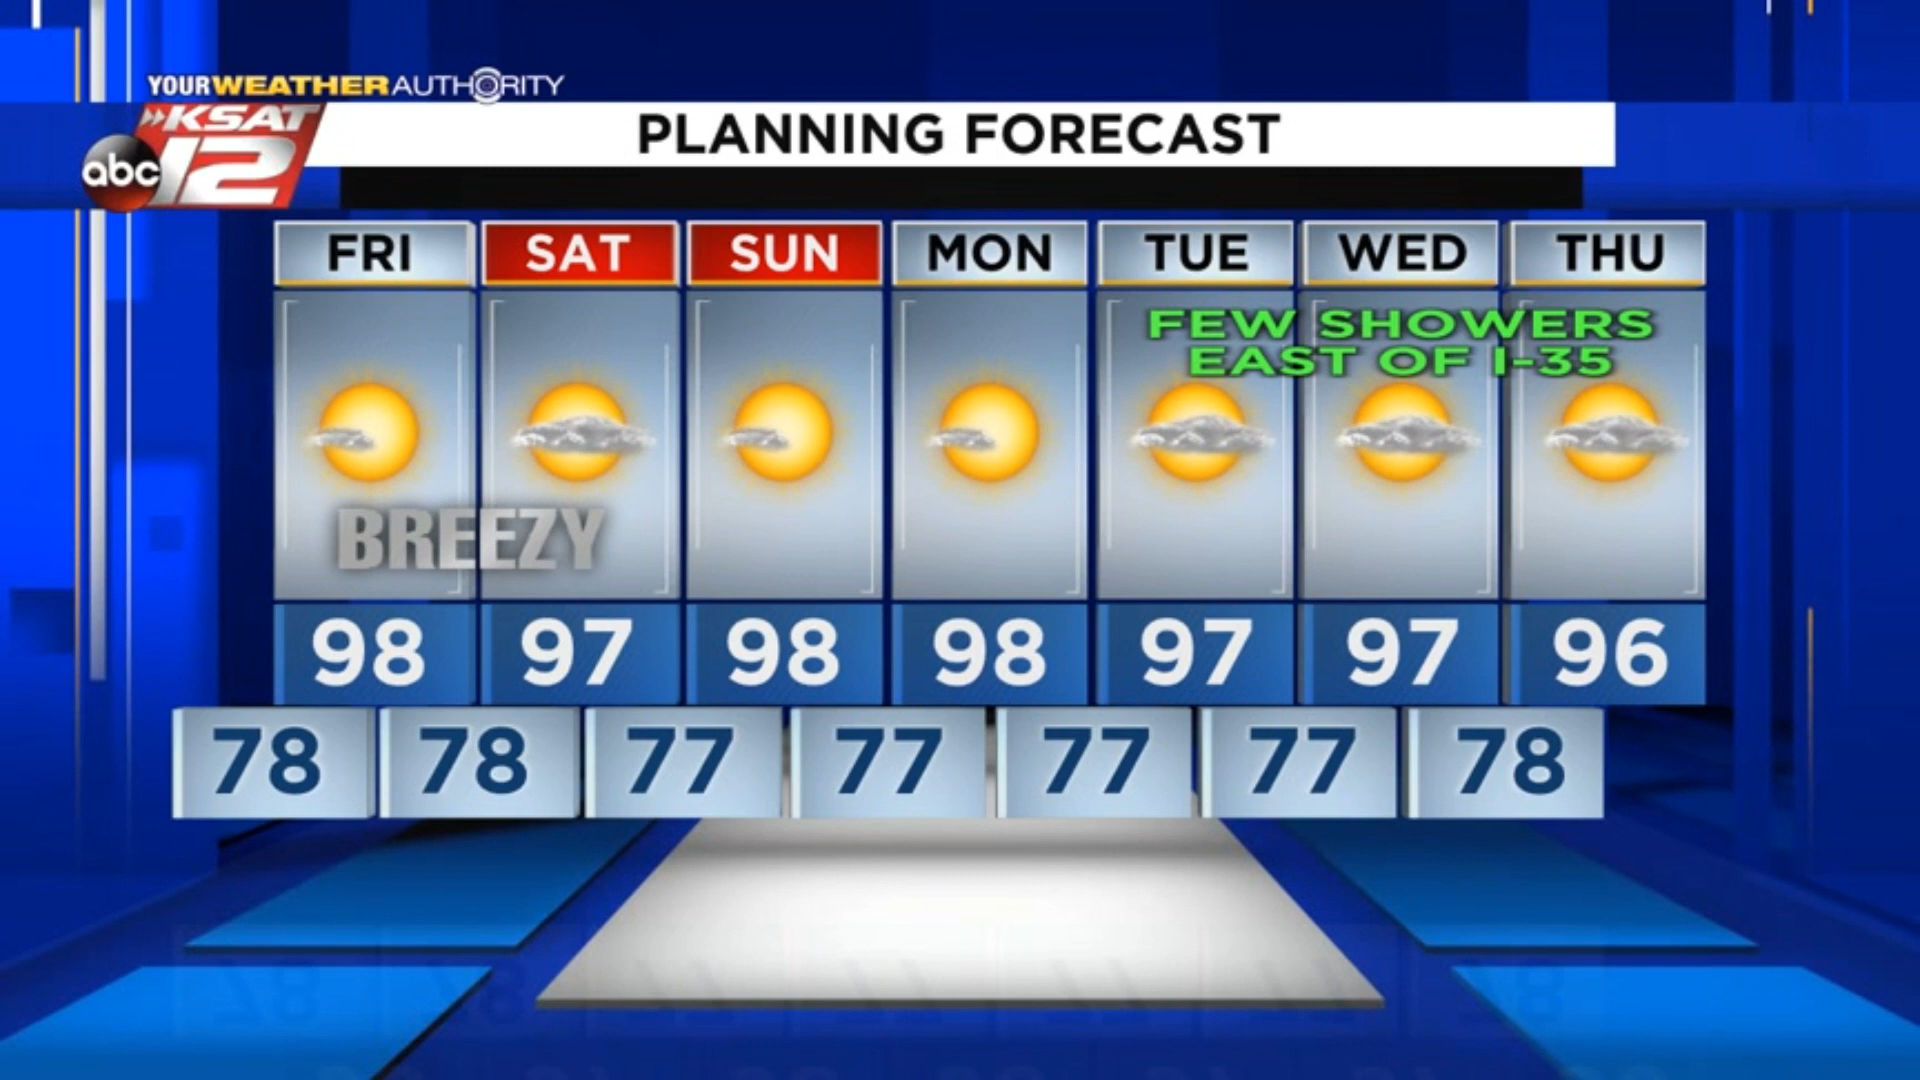 YOURWEATHERAUTHORITY
KSAT
abc 12
PLANNING FORECAST
FRI SAT SUN MON TUE WED THU
FEW SHOWERS
EAST OF I-35
BREEZY
98 97 98 98 97 97 96
78 78 77 77 77 77 78